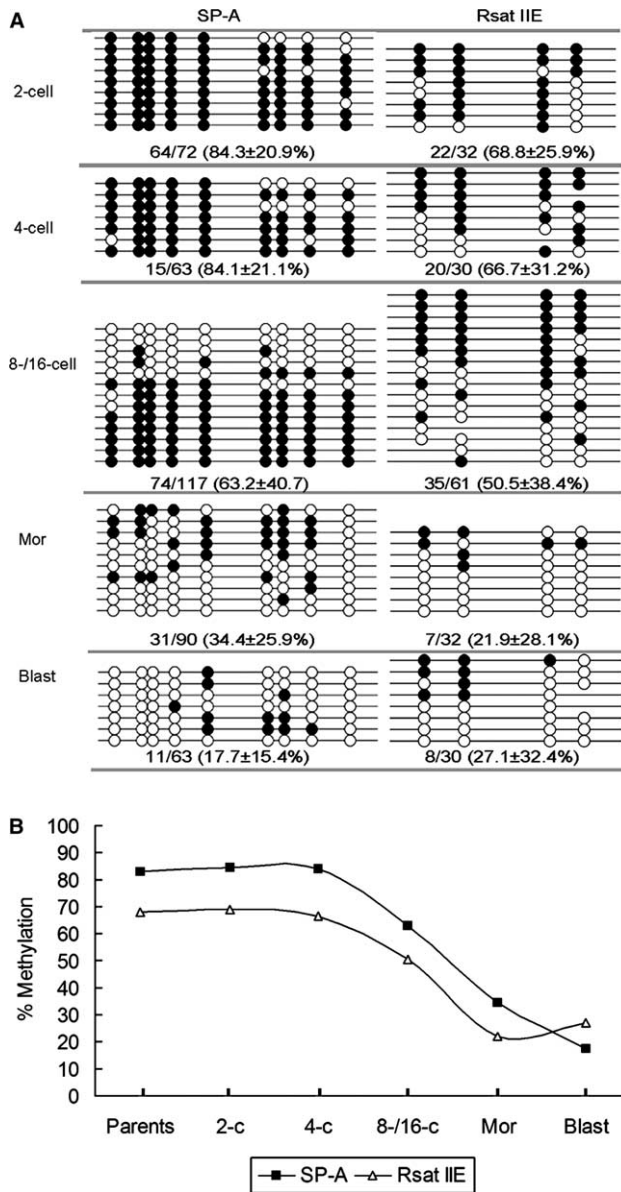 A
SP-A Rsat IIE
2-cell
64/72 (84.3±20.9%) 22/32 (68.8±25.9%)
4-cell
15/63 (84.1±21.1%) 20/30 (66.7±31.2%)
8-/16-cell
74/117 (63.2±40.7) 35/61 (50.5±38.4%)
Mor
31/90 (34.4±25.9%) 7/32 (21.9±28.1%)
Blast
11/63 (17.7±15.4%) 8/30 (27.1±32.4%)
B
% Methylation
100
90
80
70
60
50
40
30
20
10
0
Parents 2-c 4-c 8-/16-c Mor Blast
SP-A Rsat IIE